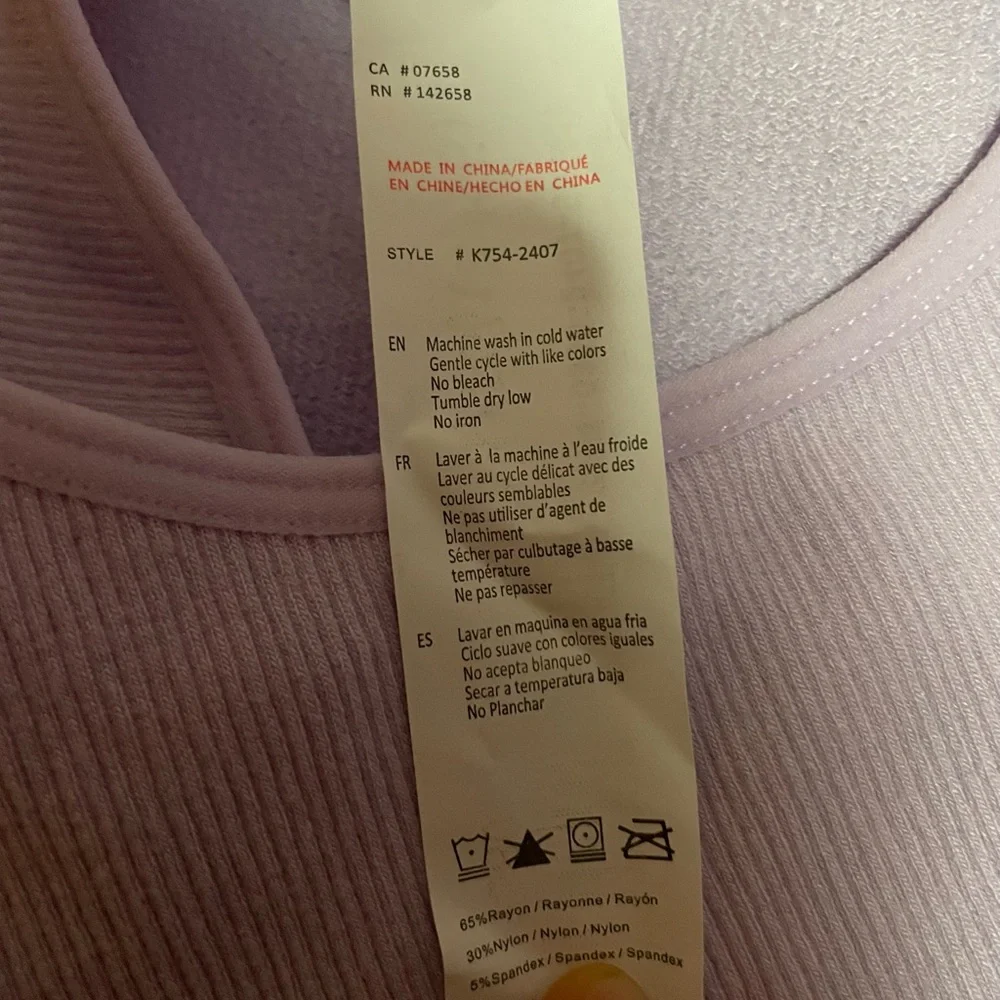 CA # 07658
RN # 142658
MADE IN CHINA/FABRIQUÉ
EN CHINE/HECHO EN CHINA
STYLE # K754-2407
EN Machine wash in cold water
Gentle cycle with like colors
No bleach
Tumble dry low
No iron
FR Laver à la machine à l'eau froide
Laver au cycle délicat avec des
couleurs semblables
Ne pas utiliser d'agent de
blanchiment
Sécher par culbutage à basse
température
Ne pas repasser
ES Lavar en maquina en agua fria
Ciclo suave con colores iguales
No acepta blanqueo
Secar a temperatura baja
No Planchar
65%Rayon / Rayonne / Rayón
30%Nylon / Nylon / Nylon
5%Spandex / Spandex / Spandex